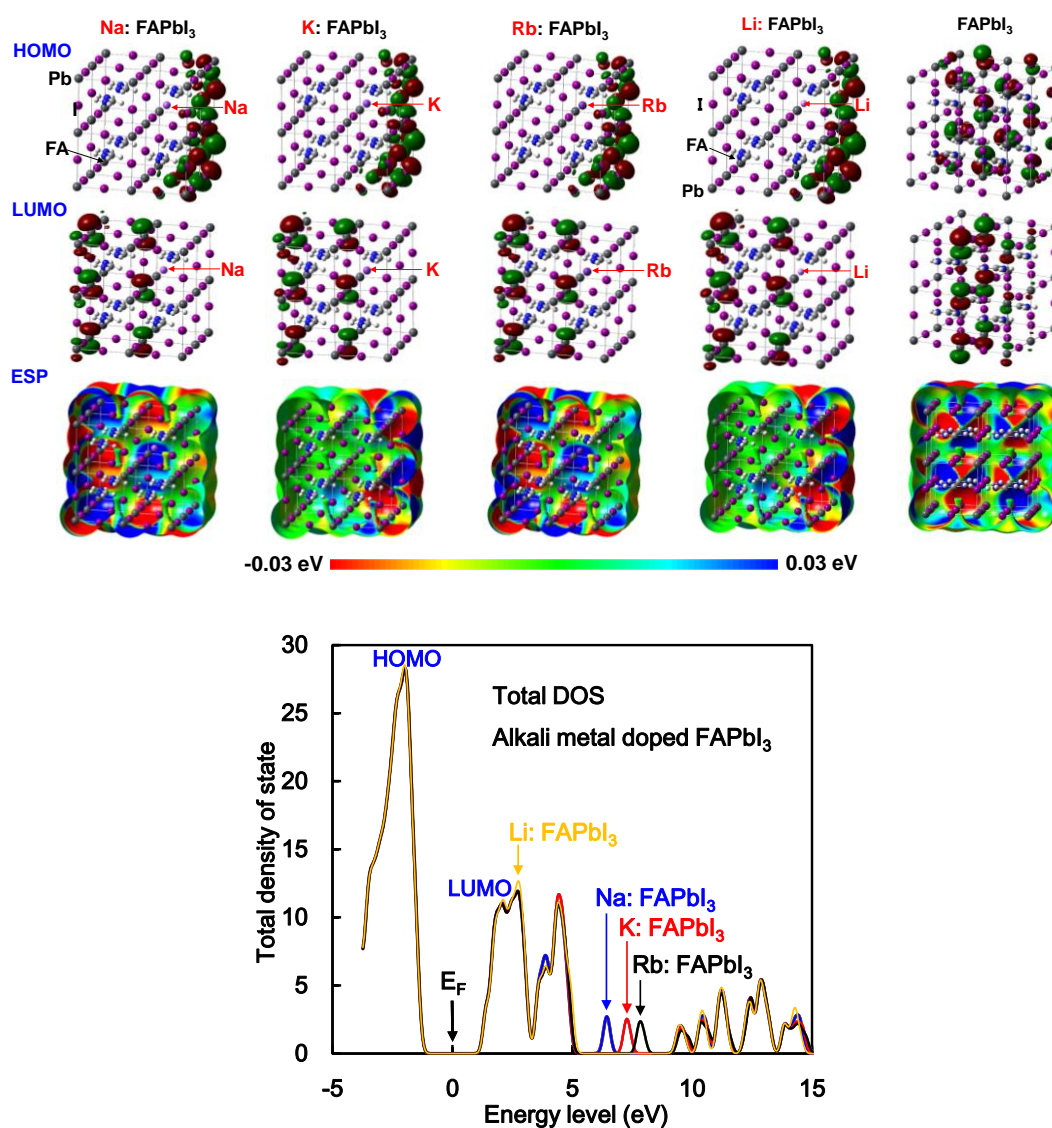 Na: FAPbI₃ K: FAPbI₃ Rb: FAPbI₃ Li: FAPbI₃ FAPbI₃
HOMO
Pb
I
Na
K
Rb
I
Li
FA
FA
Pb
LUMO
Na
K
Rb
Li
ESP
-0.03 eV 0.03 eV
30
HOMO
Total DOS
25
Alkali metal doped FAPbI₃
20
Li: FAPbI₃
15
LUMO
Na: FAPbI₃
10
K: FAPbI₃
Rb: FAPbI₃
E_F
5
0
-5 0 5 10 15
Energy level (eV)
Total density of state